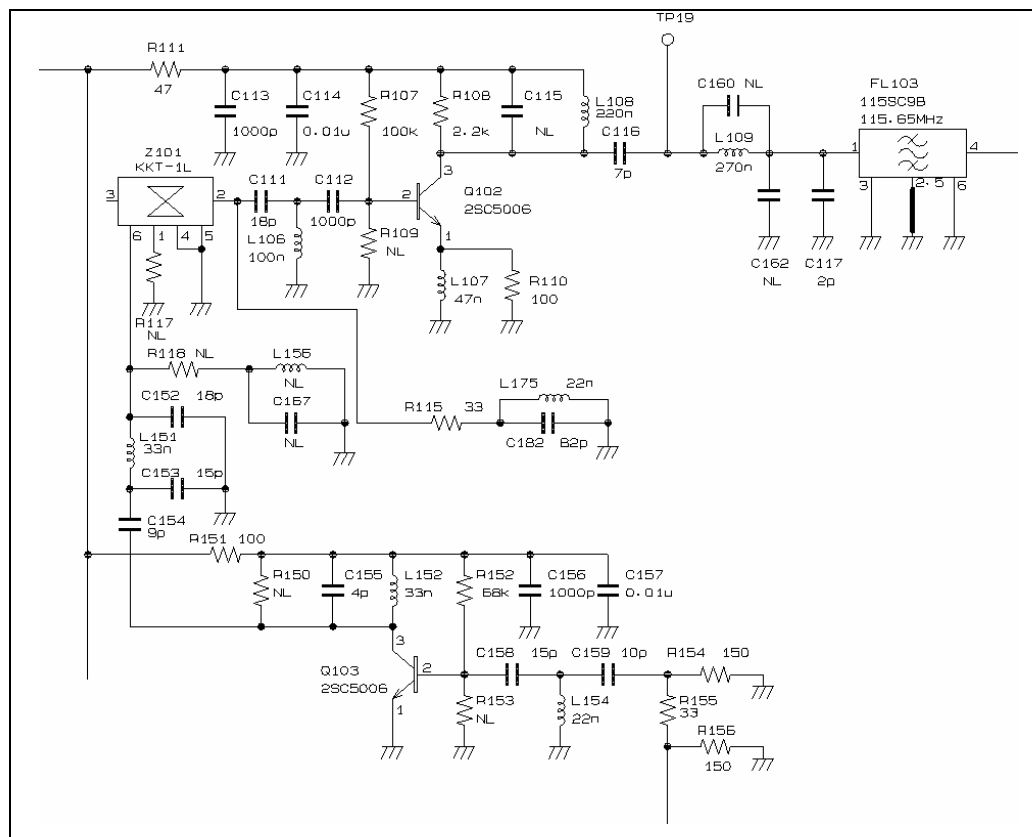 TP19
R111
47
C113
1000p
C114
0.01u
R107
100k
R108
2.2k
C115
NL
L108
220n
C116
7p
C160 NL
L109
270n
FL103
115SC9B
115.65MHz
1
4
3
2.5
6
Z101
KKT-1L
3
2
6
1
4
5
C111
18p
C112
1000p
L106
100n
2
3
1
Q102
2SC5006
R109
NL
L107
47n
R110
100
C162
NL
C117
2p
R117
NL
R118 NL
L156
NL
C167
NL
L175 22n
R115 33
C182 82p
C152 18p
L151
33n
C153 15p
C154
9p
R151 100
R150
NL
C155
4p
L152
33n
R152
68k
C156
1000p
C157
0.01u
3
2
1
Q103
2SC5006
C158 15p
C159 10p
R154 150
R153
NL
L154
22n
R155
33
R156
150